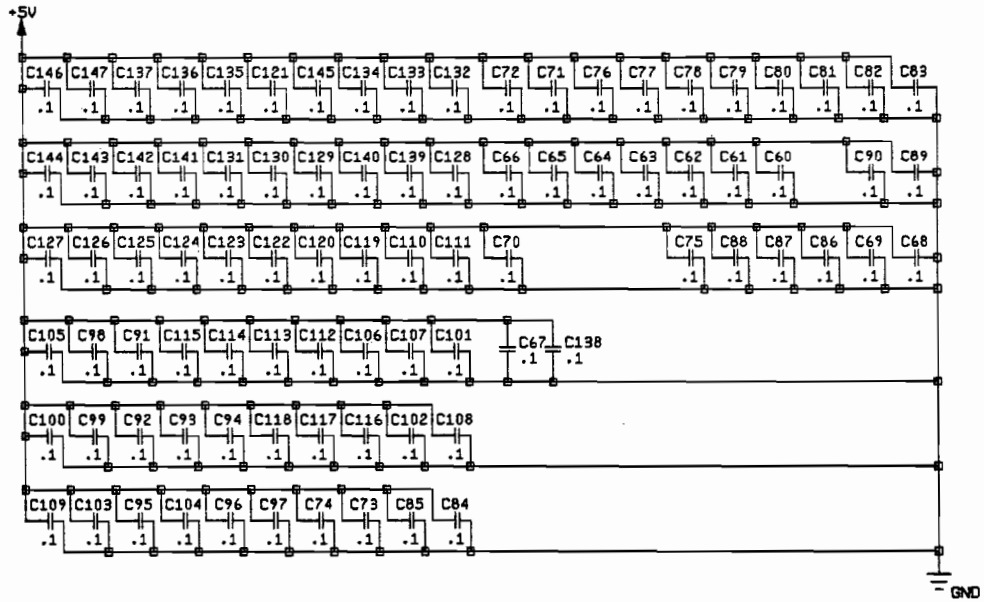 +5V
C146 C147 C137 C136 C135 C121 C145 C134 C133 C132 C72 C71 C76 C77 C78 C79 C80 C81 C82 C83
.1 .1 .1 .1 .1 .1 .1 .1 .1 .1 .1 .1 .1 .1 .1 .1 .1 .1 .1 .1
C144 C143 C142 C141 C131 C130 C129 C140 C139 C128 C66 C65 C64 C63 C62 C61 C60 C90 C89
.1 .1 .1 .1 .1 .1 .1 .1 .1 .1 .1 .1 .1 .1 .1 .1 .1 .1 .1
C127 C126 C125 C124 C123 C122 C120 C119 C110 C111 C70 C75 C88 C87 C86 C69 C68
.1 .1 .1 .1 .1 .1 .1 .1 .1 .1 .1 .1 .1 .1 .1 .1 .1
C105 C98 C91 C115 C114 C113 C112 C106 C107 C101 C67 C138
.1 .1 .1 .1 .1 .1 .1 .1 .1 .1 .1 .1
C100 C99 C92 C93 C94 C118 C117 C116 C102 C108
.1 .1 .1 .1 .1 .1 .1 .1 .1 .1
C109 C103 C95 C104 C96 C97 C74 C73 C85 C84
.1 .1 .1 .1 .1 .1 .1 .1 .1 .1
GND